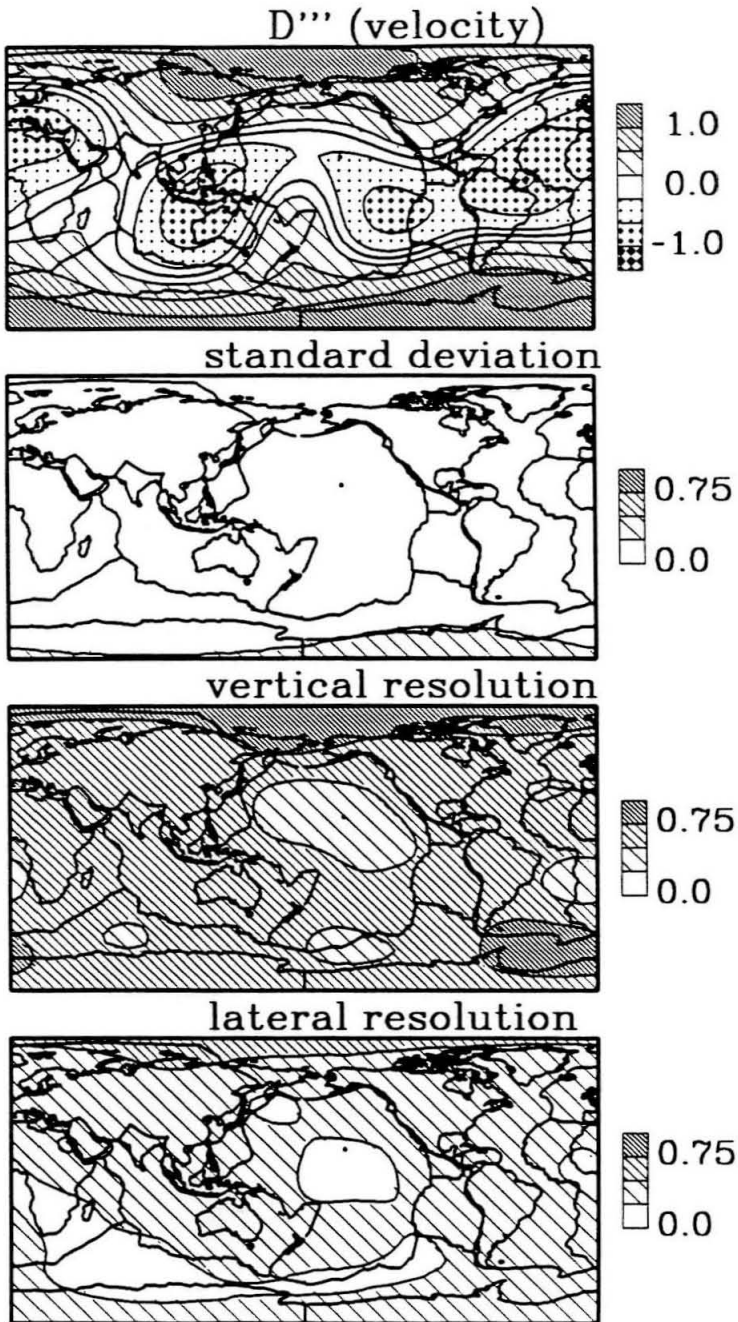 D''' (velocity)
1.0
0.0
-1.0
standard deviation
0.75
0.0
vertical resolution
0.75
0.0
lateral resolution
0.75
0.0